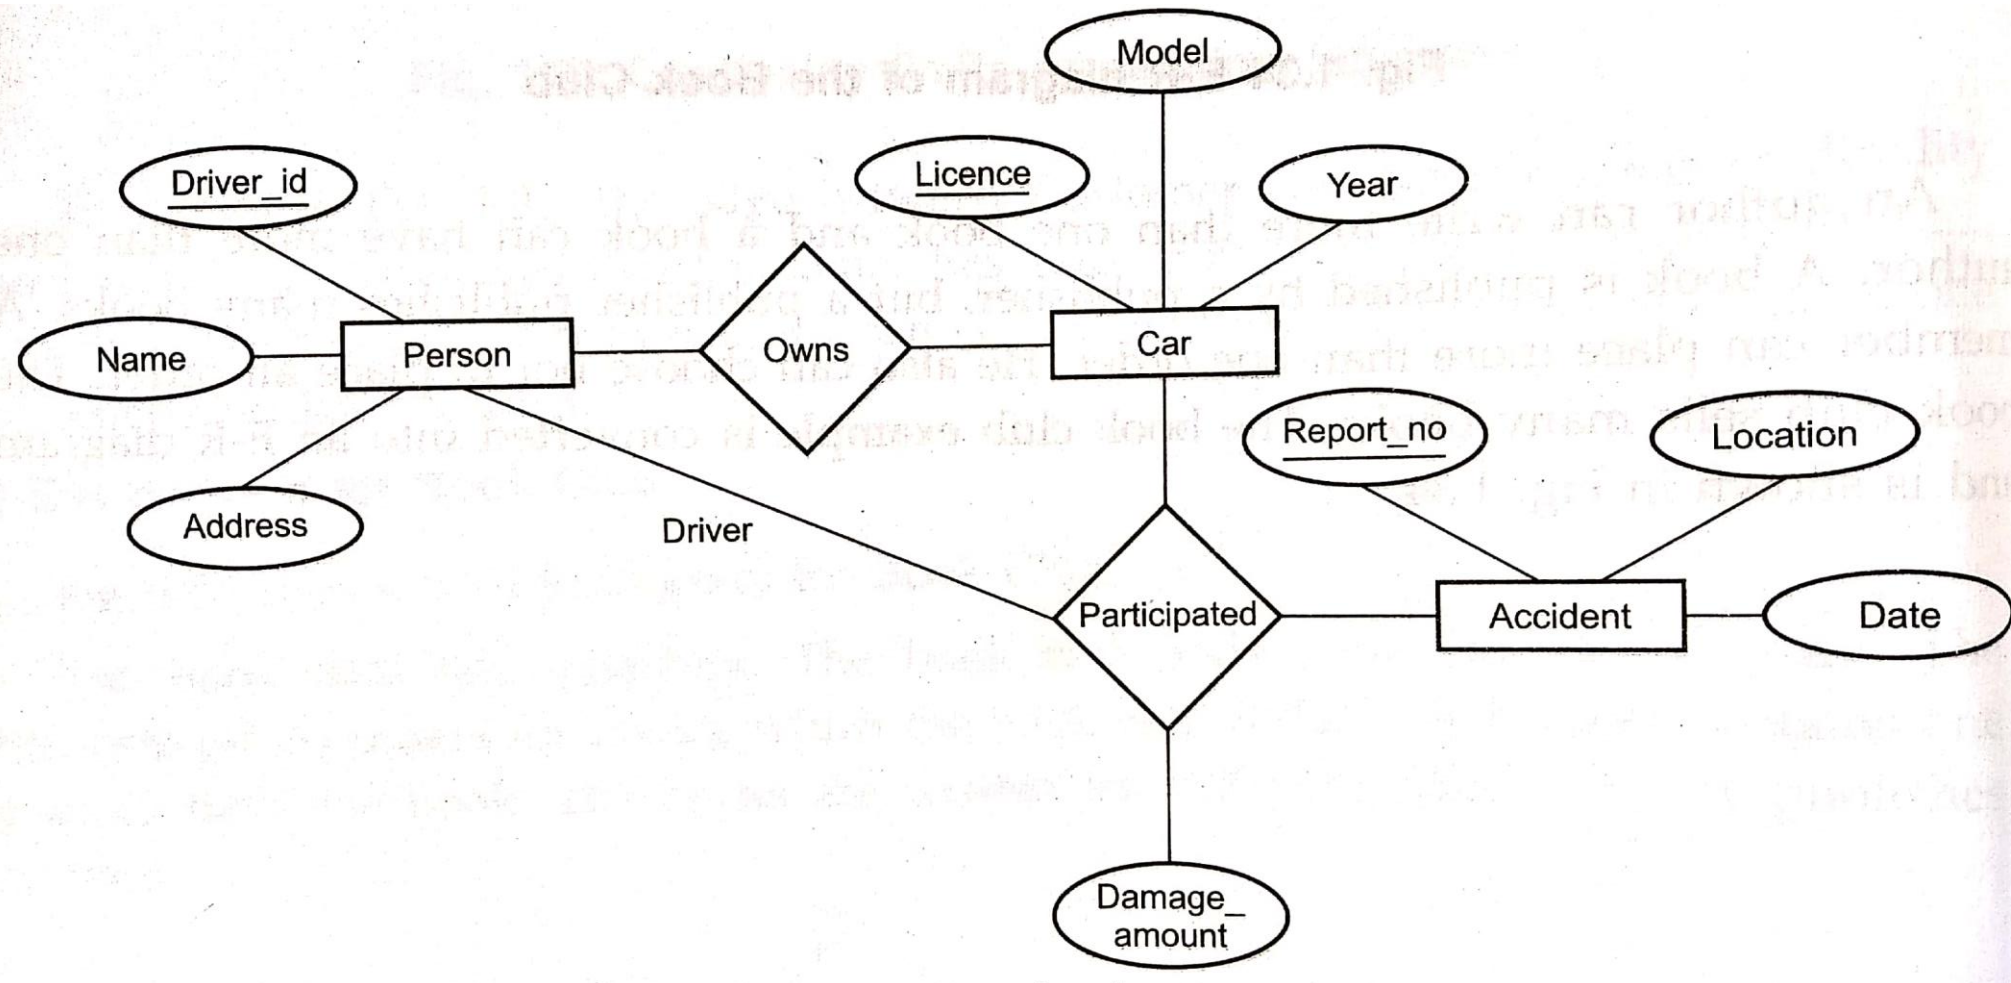 Model
Driver_id
Licence
Year
Name
Person
Owns
Car
Report_no
Location
Address
Driver
Participated
Accident
Date
Damage_
amount